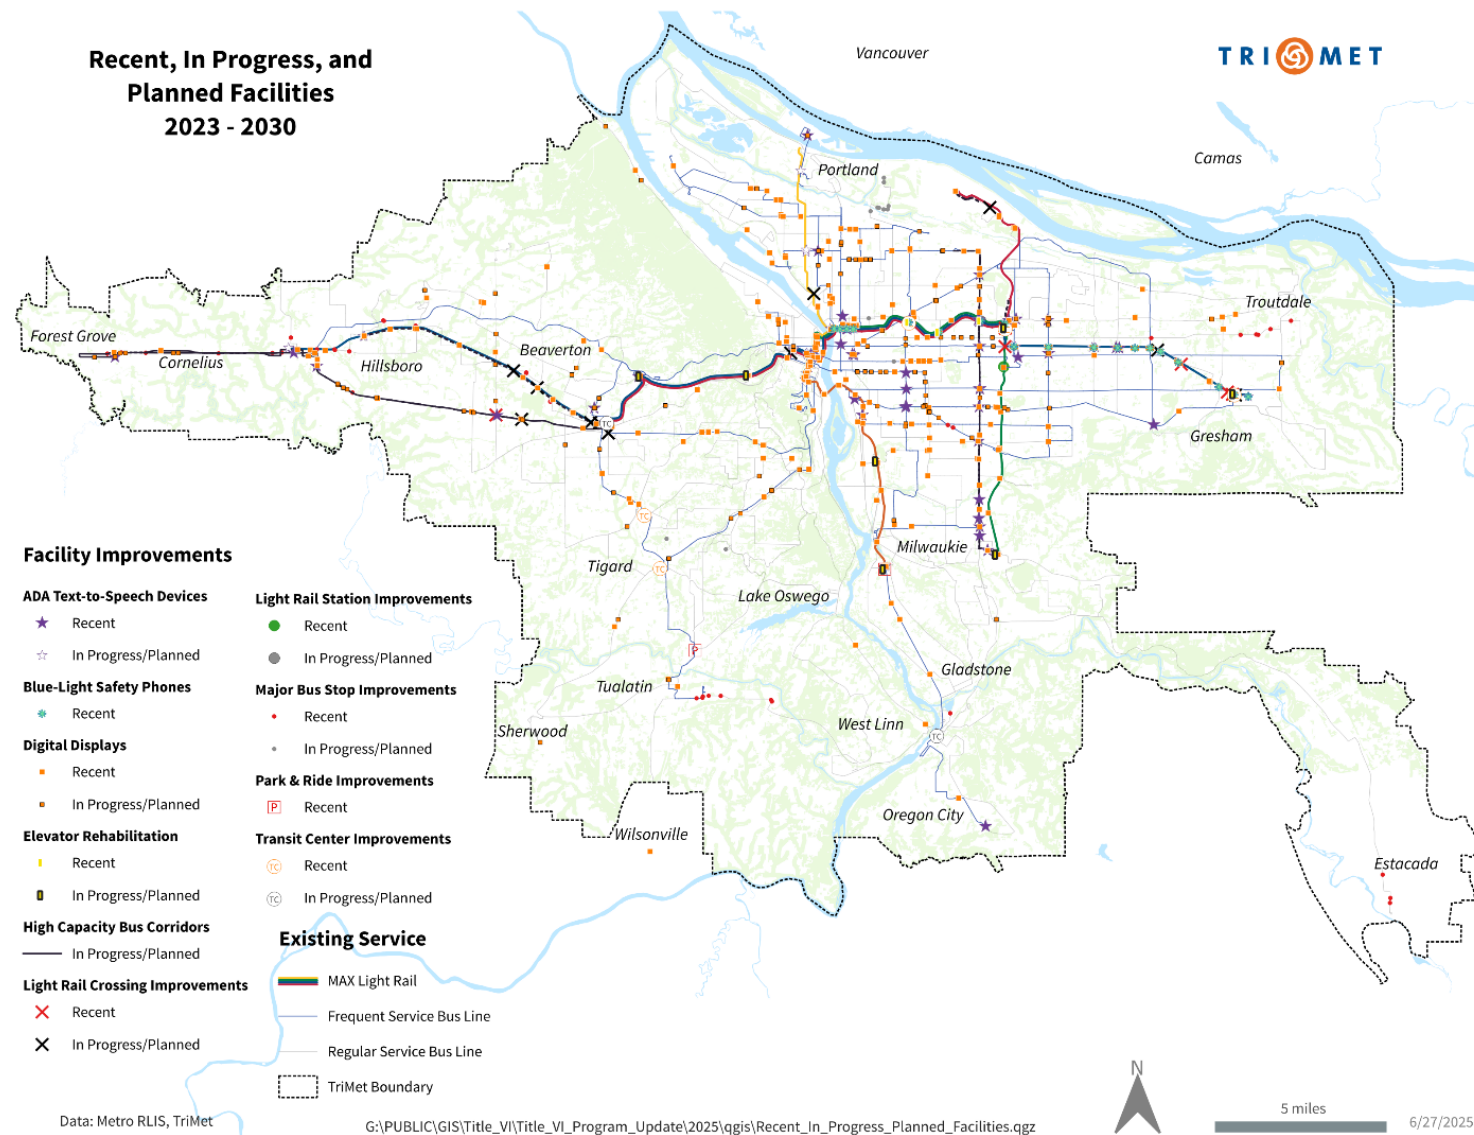 Recent, In Progress, and
Planned Facilities
2023 - 2030
TRIMET
Vancouver
Camas
Portland
Troutdale
Forest Grove
Cornelius
Hillsboro
Beaverton
Gresham
Milwaukie
Tigard
Lake Oswego
Gladstone
Tualatin
West Linn
Sherwood
Oregon City
Wilsonville
Estacada
TC
TC
TC
TC
P
Facility Improvements
ADA Text-to-Speech Devices
Recent
In Progress/Planned
Blue-Light Safety Phones
Recent
Digital Displays
Recent
In Progress/Planned
Elevator Rehabilitation
Recent
In Progress/Planned
High Capacity Bus Corridors
In Progress/Planned
Light Rail Crossing Improvements
Recent
In Progress/Planned
Light Rail Station Improvements
Recent
In Progress/Planned
Major Bus Stop Improvements
Recent
In Progress/Planned
Park & Ride Improvements
P Recent
Transit Center Improvements
TC Recent
TC In Progress/Planned
Existing Service
MAX Light Rail
Frequent Service Bus Line
Regular Service Bus Line
TriMet Boundary
Data: Metro RLIS, TriMet
G:\PUBLIC\GIS\Title_VI\Title_VI_Program_Update\2025\qgis\Recent_In_Progress_Planned_Facilities.qgz
N
5 miles
6/27/2025